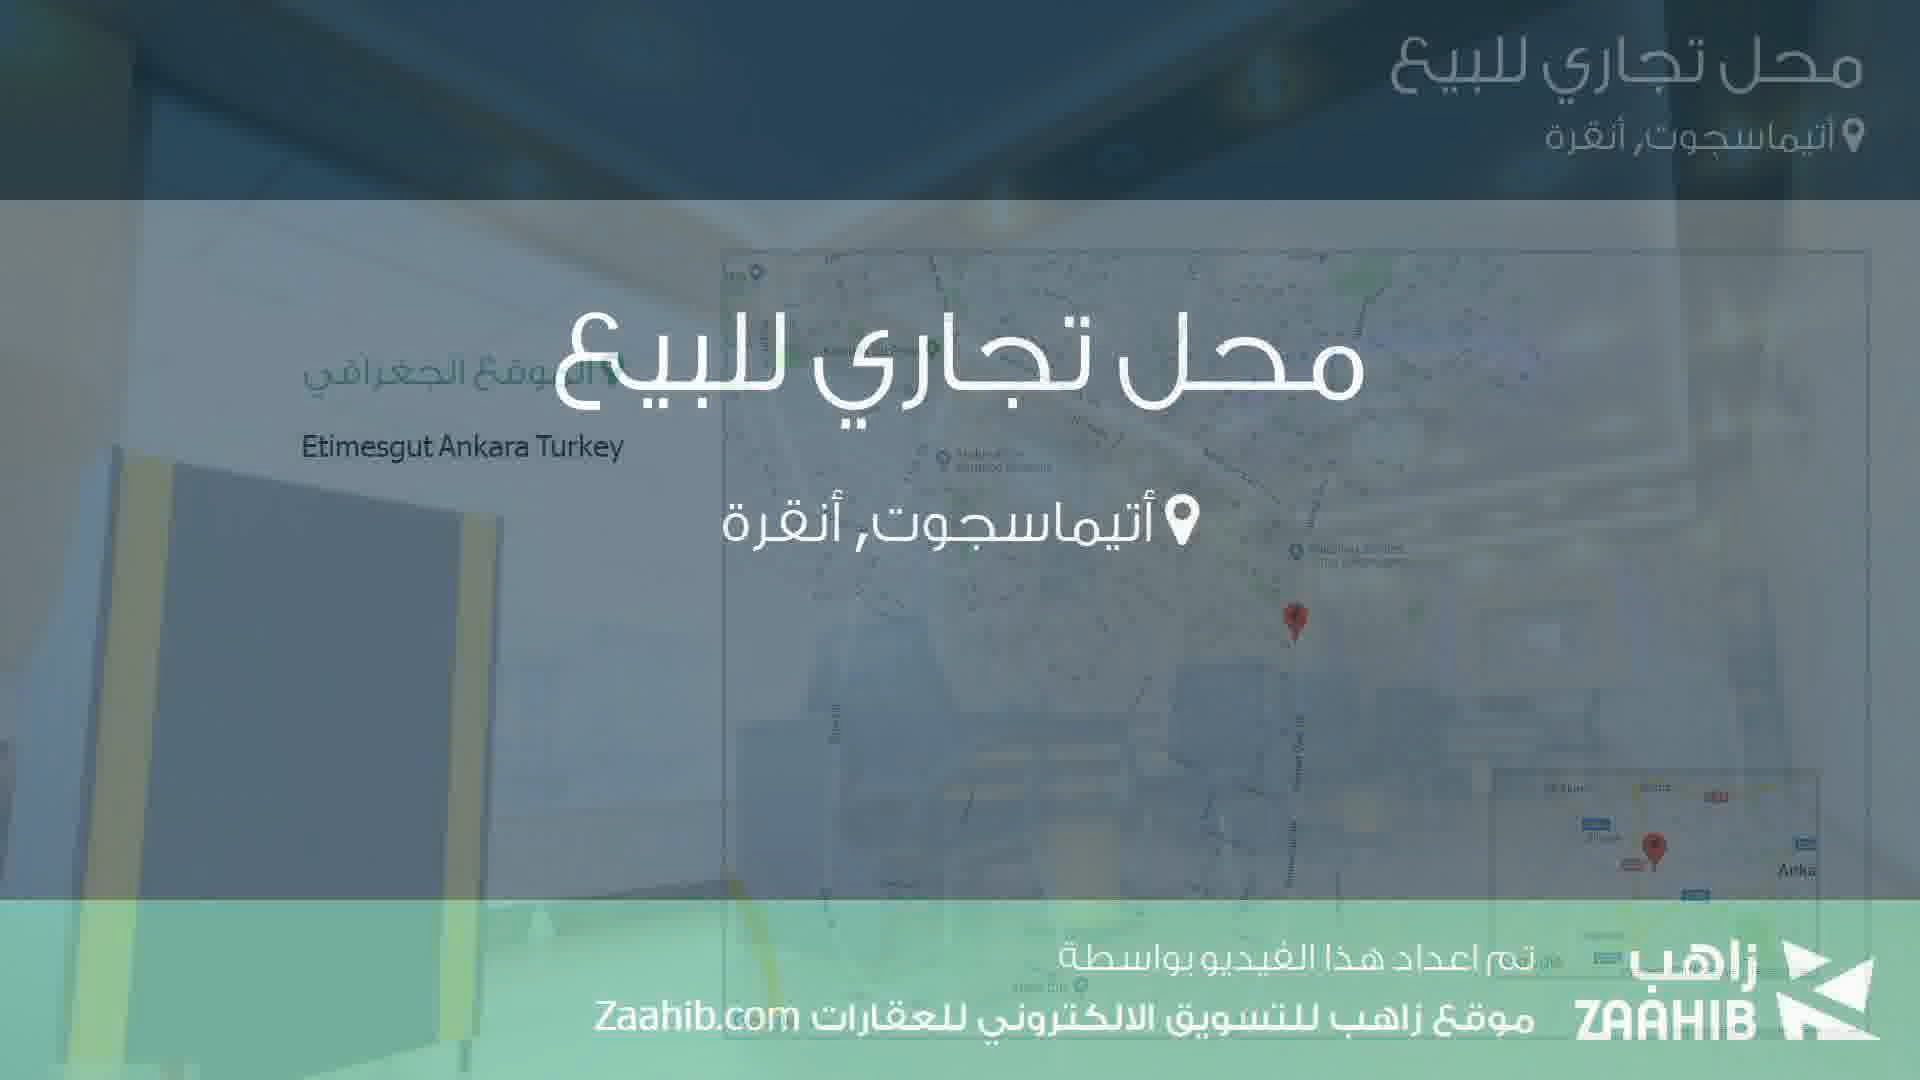 محل تجاري للبيع
أتيماسجوت, أنقرة
محل تجاري للبيع
الموقع الجغرافي
Etimesgut Ankara Turkey
أتيماسجوت, أنقرة
تم اعداد هذا الفيديو بواسطة
موقع زاهب للتسويق الالكتروني للعقارات Zaahib.com
زاهب
ZAAHIB